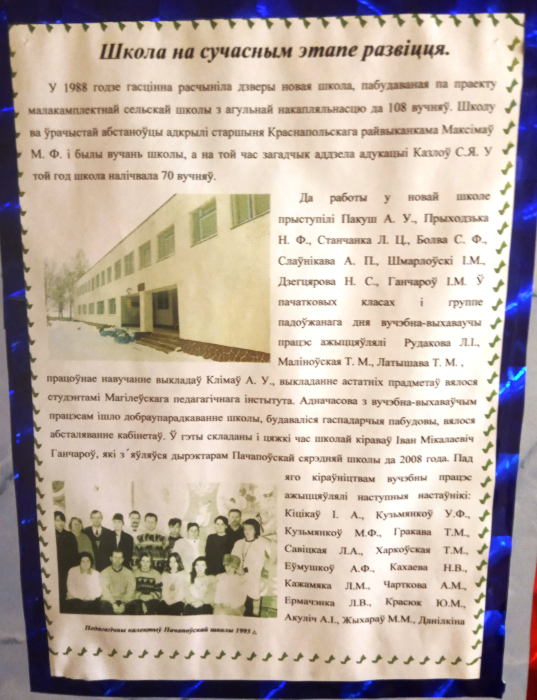 Школа на сучасным этапе развіцця.
У 1988 годзе гасцінна расчыніла дзверы новая школа, пабудаваная па праекту
малакамплектнай сельскай школы з агульнай накапляльнасцю да 108 вучняў. Школу
ва ўрачыстай абстаноўцы адкрылі старшыня Краснапольскага райвыканкама Максімаў
М. Ф. і былы вучань школы, а на той час загадчык аддзела адукацыі Казлоў С.Я. У
той год школа налічвала 70 вучняў.
Да работы у новай школе
прыступілі Пакуш А. У., Прыходзька
Н. Ф., Станчанка Л. Ц., Болва С. Ф.,
Слаўнікава А. П., Шмарлоўскі І.М.,
Дзегцярова Н. С., Ганчароў І.М. Ў
пачатковых класах і группе
падоўжанага дня вучэбна-выхаваучы
працэс ажыццяўлялі Рудакова Л.І.,
Маліноўская Т. М., Латышава Т. М. ,
працоўнае навучанне выкладаў Клімаў А. У., выкладанне астатніх прадметаў вялося
студэнтамі Магілеўскага педагагічнага інстытута. Адначасова з вучэбна-выхаваўчым
працэсам ішло добраупарадкаванне школы, будаваліся гаспадарчыя пабудовы, вялося
абсталяванне кабінетаў. Ў гэты складаны і цяжкі час школай кіраваў Іван Мікалаевіч
Ганчароў, які з´яўляўся дырэктарам Пачапоўскай сярэдняй школы да 2008 года. Пад
яго кіраўніцтвам вучэбны працэс
ажыццяўлялі наступныя настаўнікі:
Кіцікаў І. А., Кузьмянкоў У.Ф.,
Кузьмянкоў М.Ф., Гракава Т.М.,
Савіцкая Л.А., Харкоўская Т.М.,
Еўмушкоў А.Ф., Кахаева Н.В.,
Кажамяка Л.М., Чарткова А.М.,
Ермачэнка Л.В., Красюк Ю.М.,
Акуліч А.І., Жыхараў М.М., Данілкіна
Педагагічны калектыў Пачапоўскай школы 1995 г.